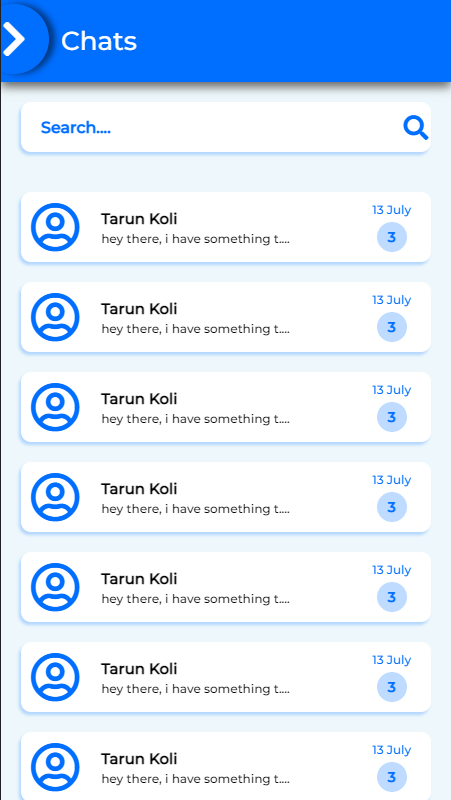 Chats
Search....
Tarun Koli
13 July
hey there, i have something t....
3
Tarun Koli
13 July
hey there, i have something t....
3
Tarun Koli
13 July
hey there, i have something t....
3
Tarun Koli
13 July
hey there, i have something t....
3
Tarun Koli
13 July
hey there, i have something t....
3
Tarun Koli
13 July
hey there, i have something t....
3
Tarun Koli
13 July
hey there, i have something t....
3